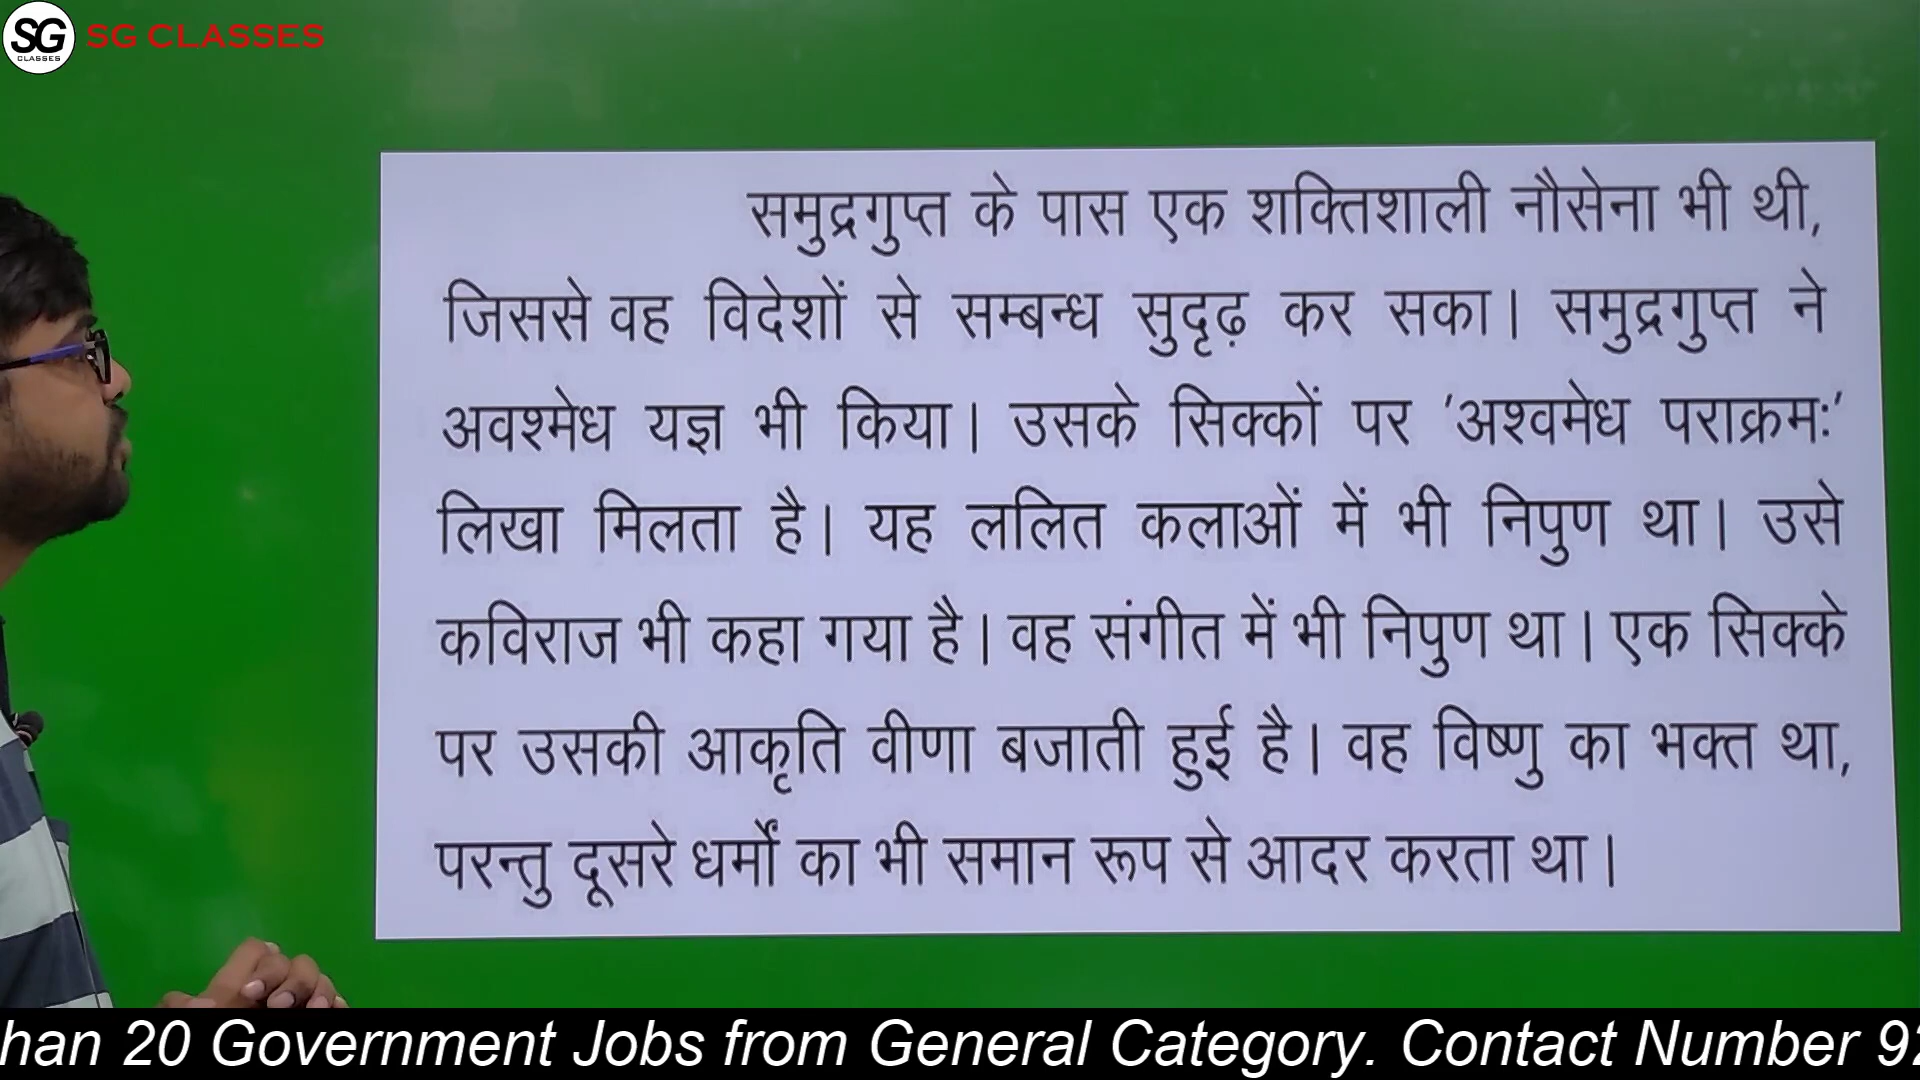 SG
CLASSES
SG CLASSES
समुद्रगुप्त के पास एक शक्तिशाली नौसेना भी थी,
जिससे वह विदेशों से सम्बन्ध सुदृढ़ कर सका। समुद्रगुप्त ने
अवश्मेध यज्ञ भी किया। उसके सिक्कों पर 'अश्वमेध पराक्रमः'
लिखा मिलता है। यह ललित कलाओं में भी निपुण था। उसे
कविराज भी कहा गया है। वह संगीत में भी निपुण था। एक सिक्के
पर उसकी आकृति वीणा बजाती हुई है। वह विष्णु का भक्त था,
परन्तु दूसरे धर्मों का भी समान रूप से आदर करता था।
han 20 Government Jobs from General Category. Contact Number 92